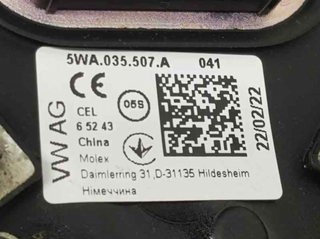 5WA.035.507.A 041
CE
CEL
6 52 43
China
Molex
Daimlerring 31 ,D-31135 Hildesheim
Німеччина
VW AG
22/02/22